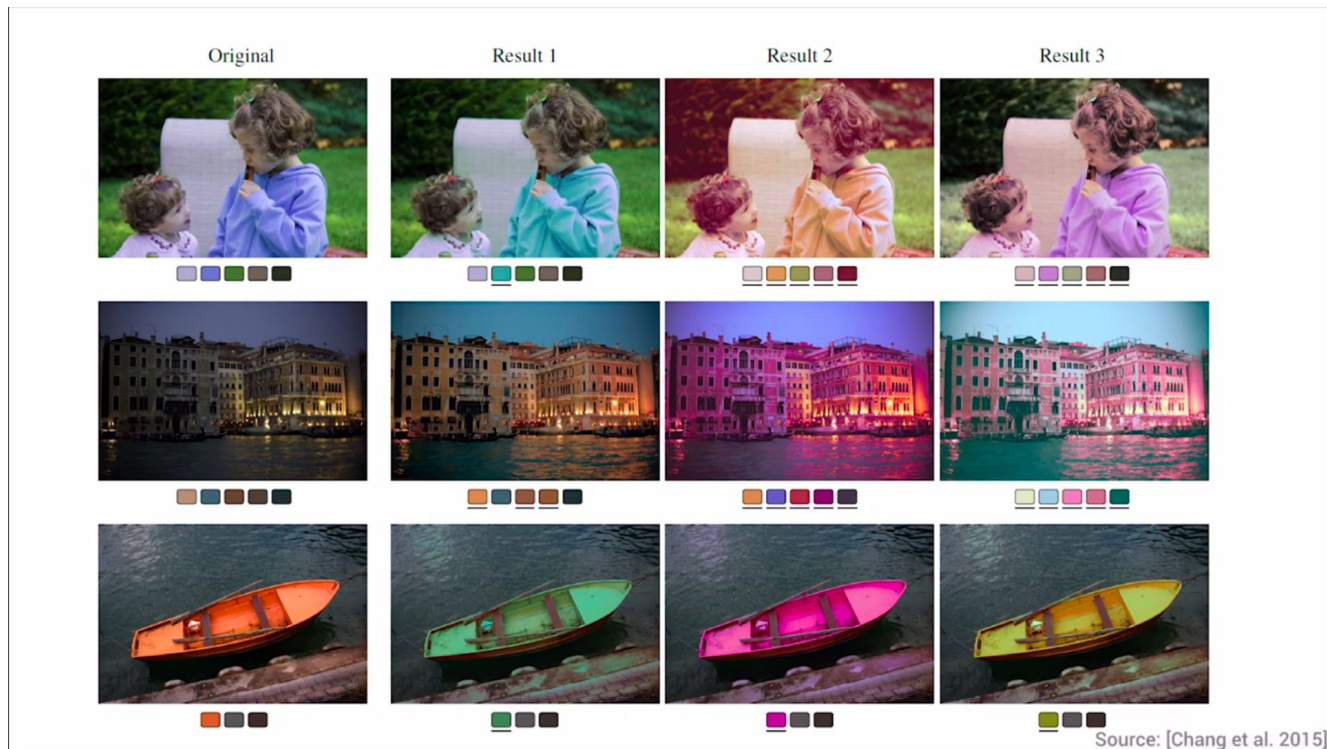 Original
Result 1
Result 2
Result 3
Source: [Chang et al. 2015]